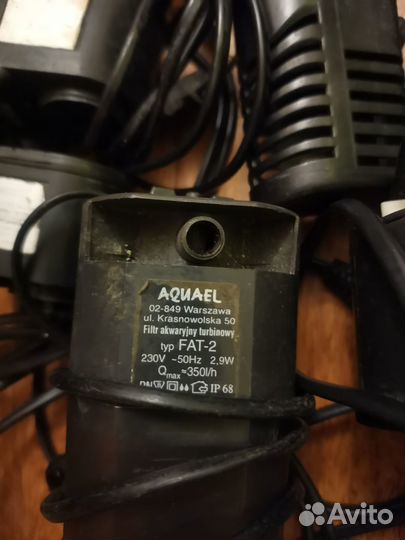 AQUAEL
02-849 Warszawa
ul. Krasnowolska 50
Filtr akwaryjny turbinowy
typ FAT-2
230V ~50Hz 2,9W
Qmax≈350l/h
IP 68
Avito